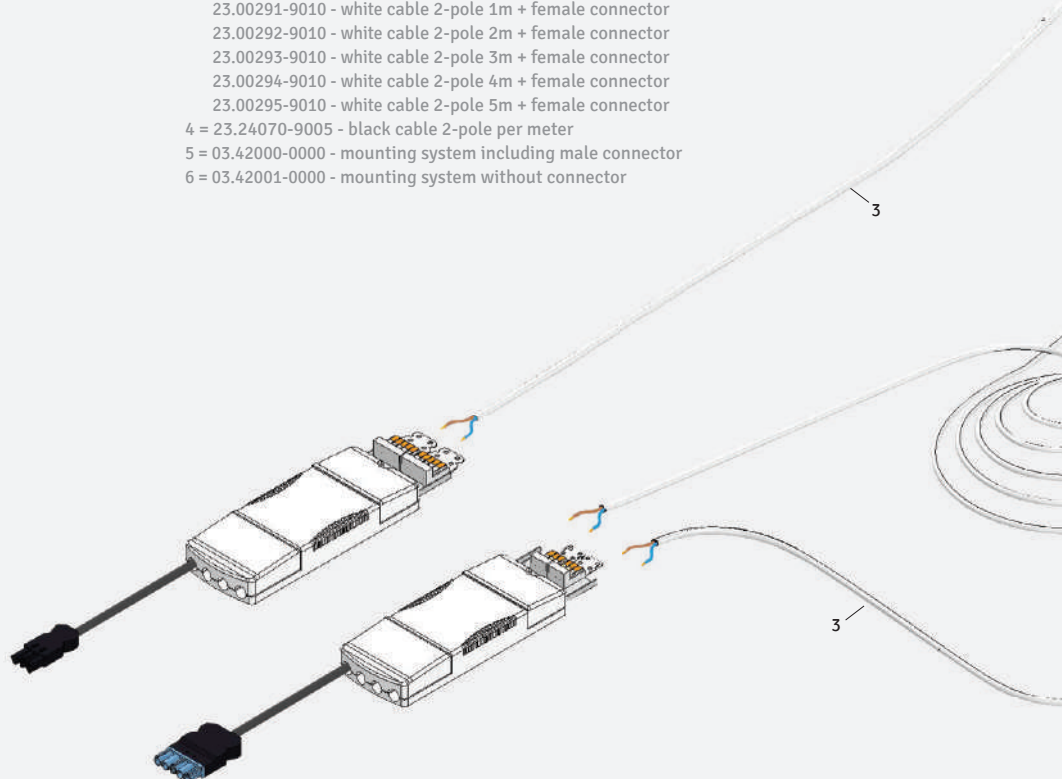 23.00291-9010 - white cable 2-pole 1m + female connector
23.00292-9010 - white cable 2-pole 2m + female connector
23.00293-9010 - white cable 2-pole 3m + female connector
23.00294-9010 - white cable 2-pole 4m + female connector
23.00295-9010 - white cable 2-pole 5m + female connector
4 = 23.24070-9005 - black cable 2-pole per meter
5 = 03.42000-0000 - mounting system including male connector
6 = 03.42001-0000 - mounting system without connector
3
3